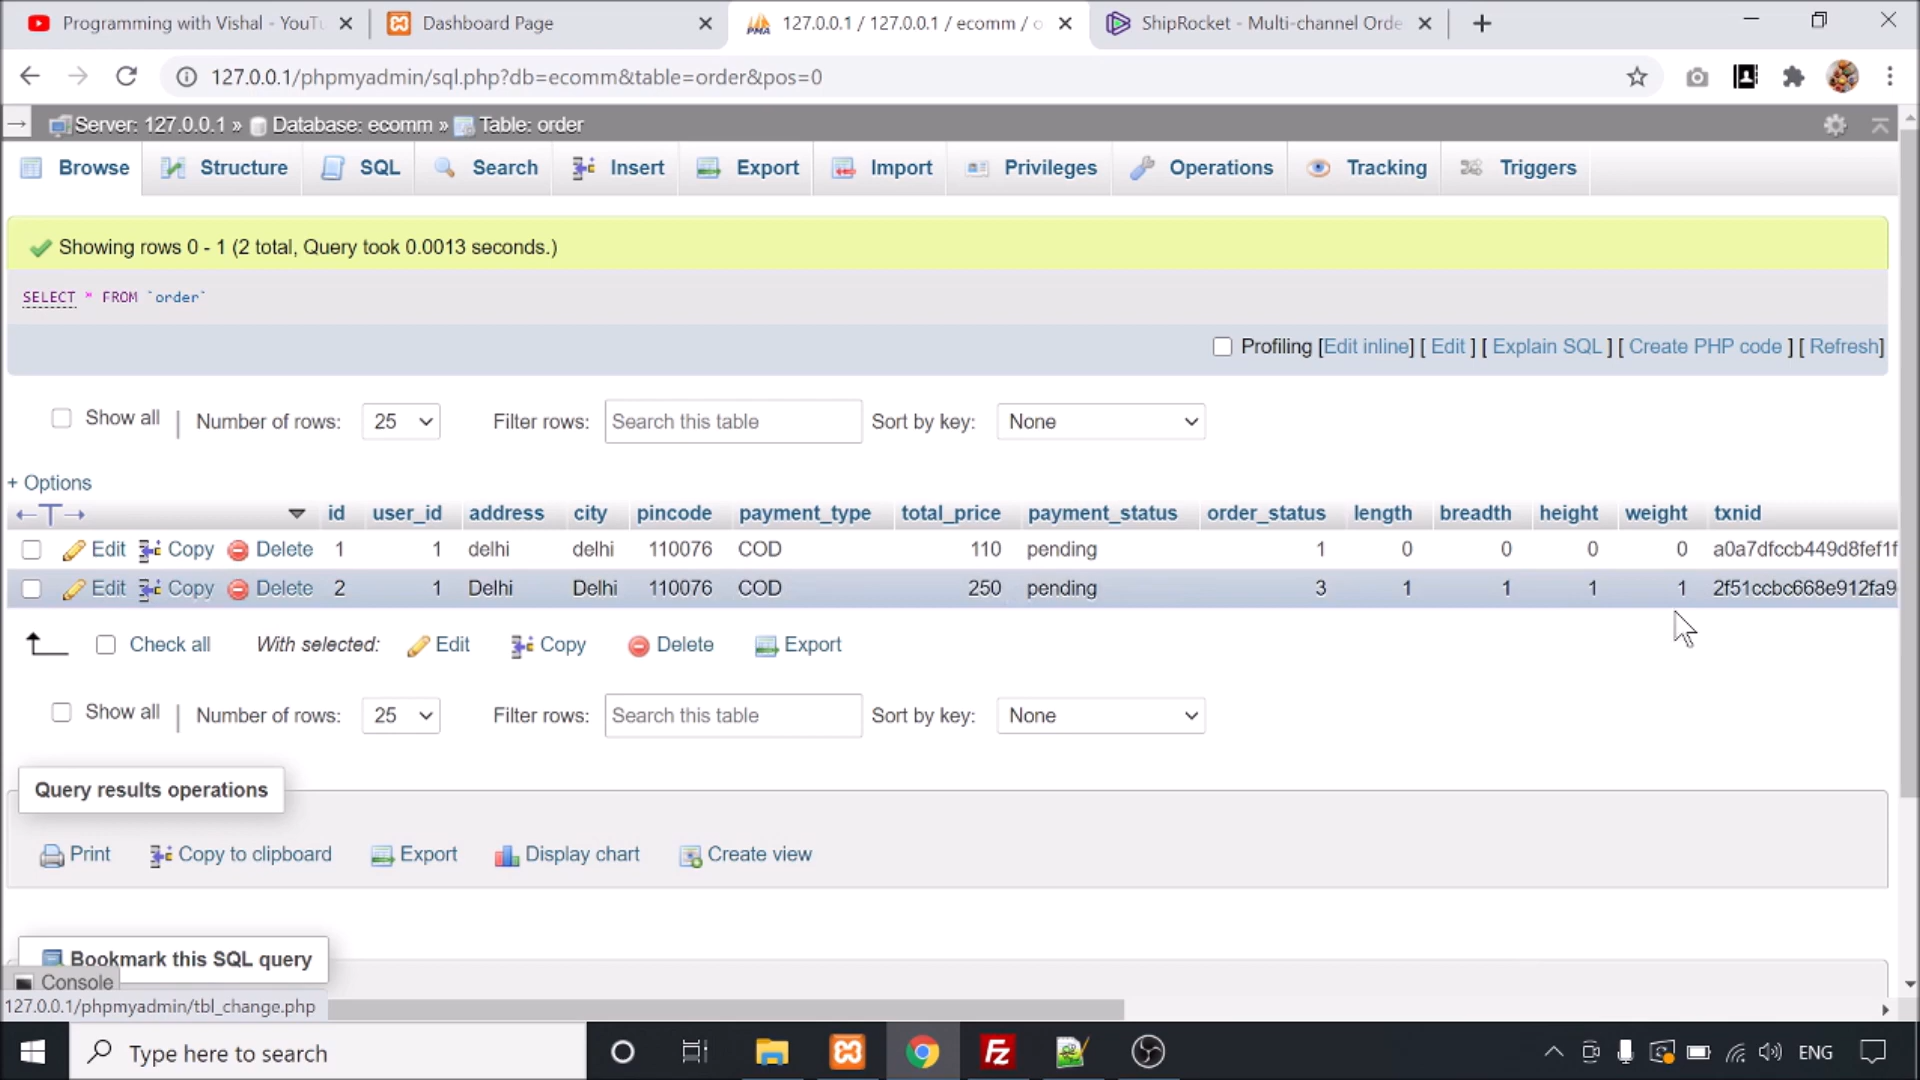 Programming with Vishal - YouTu
Dashboard Page
127.0.0.1 / 127.0.0.1 / ecomm / o
ShipRocket - Multi-channel Orde
127.0.0.1/phpmyadmin/sql.php?db=ecomm&table=order&pos=0
Server: 127.0.0.1 » Database: ecomm » Table: order
Browse Structure SQL Search Insert Export Import Privileges Operations Tracking Triggers
Showing rows 0 - 1 (2 total, Query took 0.0013 seconds.)
SELECT * FROM `order`
Profiling [Edit inline] [ Edit ] [ Explain SQL ] [ Create PHP code ] [ Refresh]
Show all | Number of rows: 25 Filter rows: Search this table Sort by key: None
+ Options
←T→ id user_id address city pincode payment_type total_price payment_status order_status length breadth height weight txnid
Edit Copy Delete 1 1 delhi delhi 110076 COD 110 pending 1 0 0 0 0 a0a7dfccb449d8fef1f
Edit Copy Delete 2 1 Delhi Delhi 110076 COD 250 pending 3 1 1 1 1 2f51ccbc668e912fa9
Check all With selected: Edit Copy Delete Export
Show all | Number of rows: 25 Filter rows: Search this table Sort by key: None
Query results operations
Print Copy to clipboard Export Display chart Create view
Bookmark this SQL query
Console
127.0.0.1/phpmyadmin/tbl_change.php
Type here to search
ENG